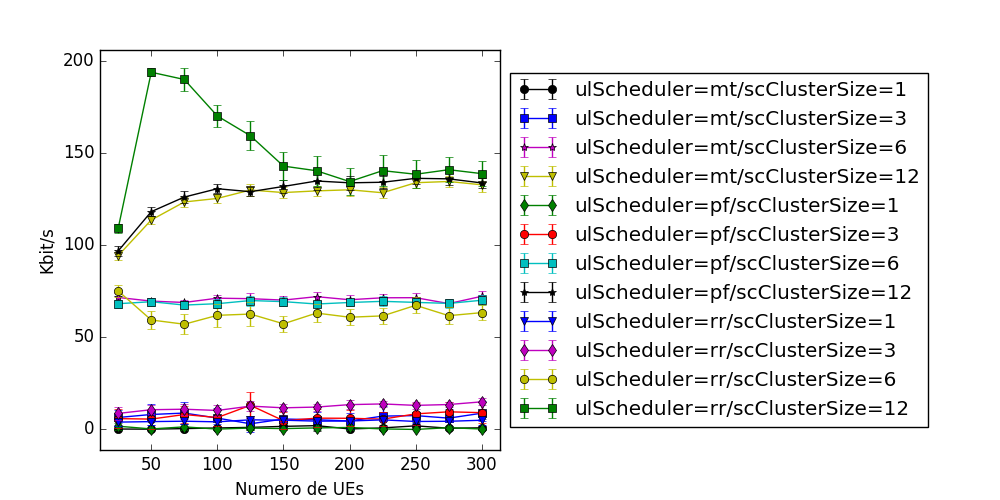 200
150
100
50
0
Kbit/s
50 100 150 200 250 300
Numero de UEs
ulScheduler=mt/scClusterSize=1
ulScheduler=mt/scClusterSize=3
ulScheduler=mt/scClusterSize=6
ulScheduler=mt/scClusterSize=12
ulScheduler=pf/scClusterSize=1
ulScheduler=pf/scClusterSize=3
ulScheduler=pf/scClusterSize=6
ulScheduler=pf/scClusterSize=12
ulScheduler=rr/scClusterSize=1
ulScheduler=rr/scClusterSize=3
ulScheduler=rr/scClusterSize=6
ulScheduler=rr/scClusterSize=12